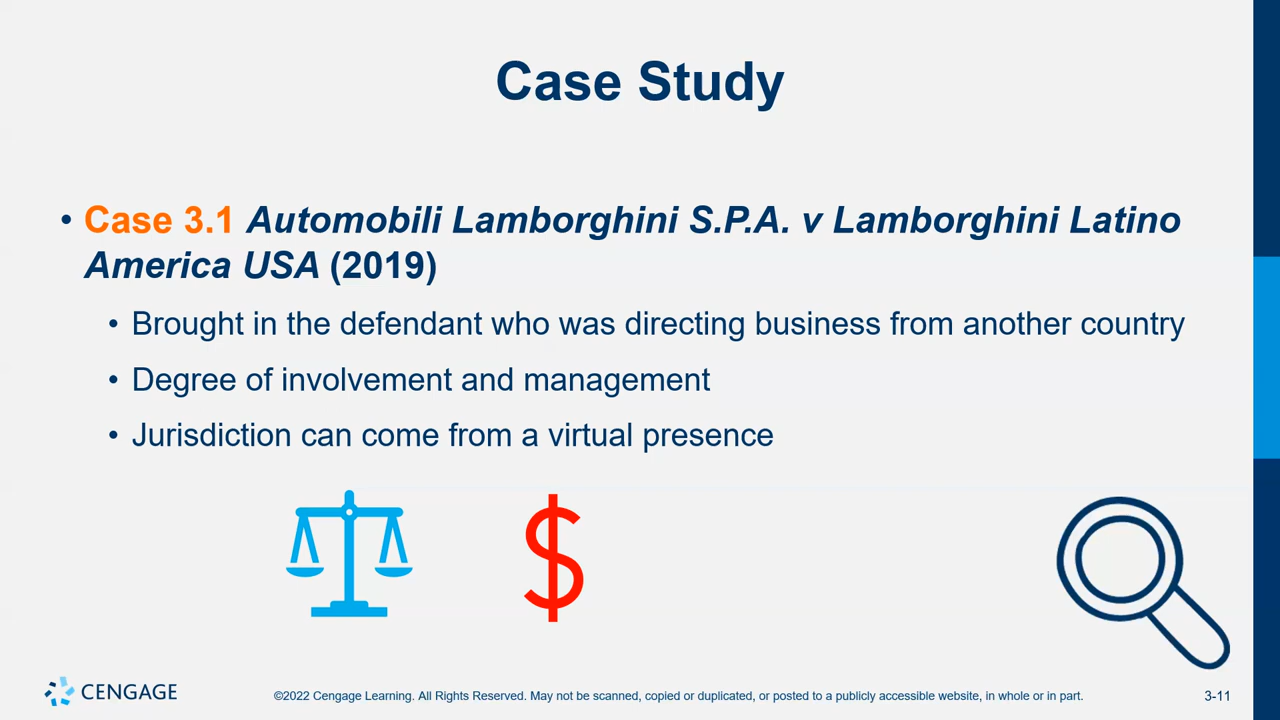 Case Study
• Case 3.1 Automobili Lamborghini S.P.A. v Lamborghini Latino
America USA (2019)
• Brought in the defendant who was directing business from another country
• Degree of involvement and management
• Jurisdiction can come from a virtual presence
$
CENGAGE
©2022 Cengage Learning. All Rights Reserved. May not be scanned, copied or duplicated, or posted to a publicly accessible website, in whole or in part.
3-11